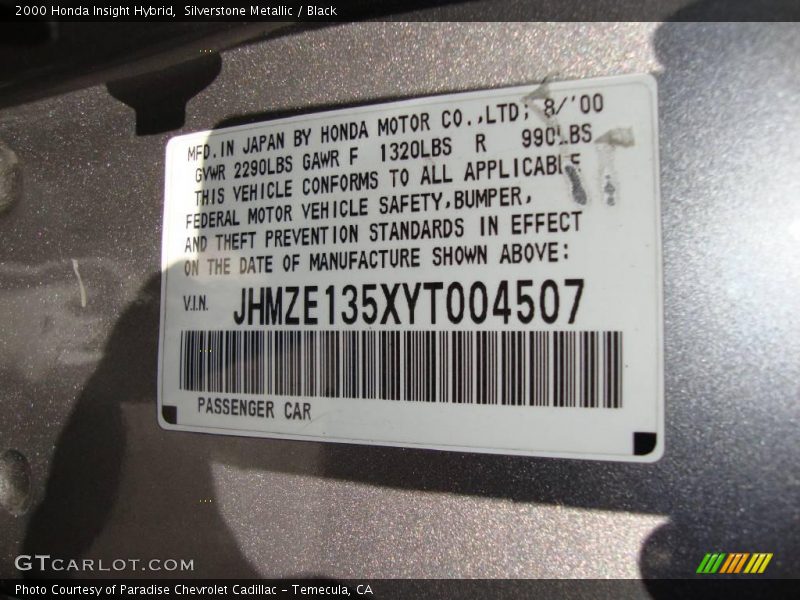 2000 Honda Insight Hybrid,  Silverstone Metallic / Black
MFD.IN JAPAN BY HONDA MOTOR CO.,LTD; 8/'00
GVWR 2290LBS GAWR F 1320LBS R 990LBS
THIS VEHICLE CONFORMS TO ALL APPLICABLE
FEDERAL MOTOR VEHICLE SAFETY,BUMPER,
AND THEFT PREVENTION STANDARDS IN EFFECT
ON THE DATE OF MANUFACTURE SHOWN ABOVE:
V.I.N. JHMZE135XYT004507
PASSENGER CAR
GTCARLOT.COM
Photo Courtesy of Paradise Chevrolet Cadillac - Temecula, CA